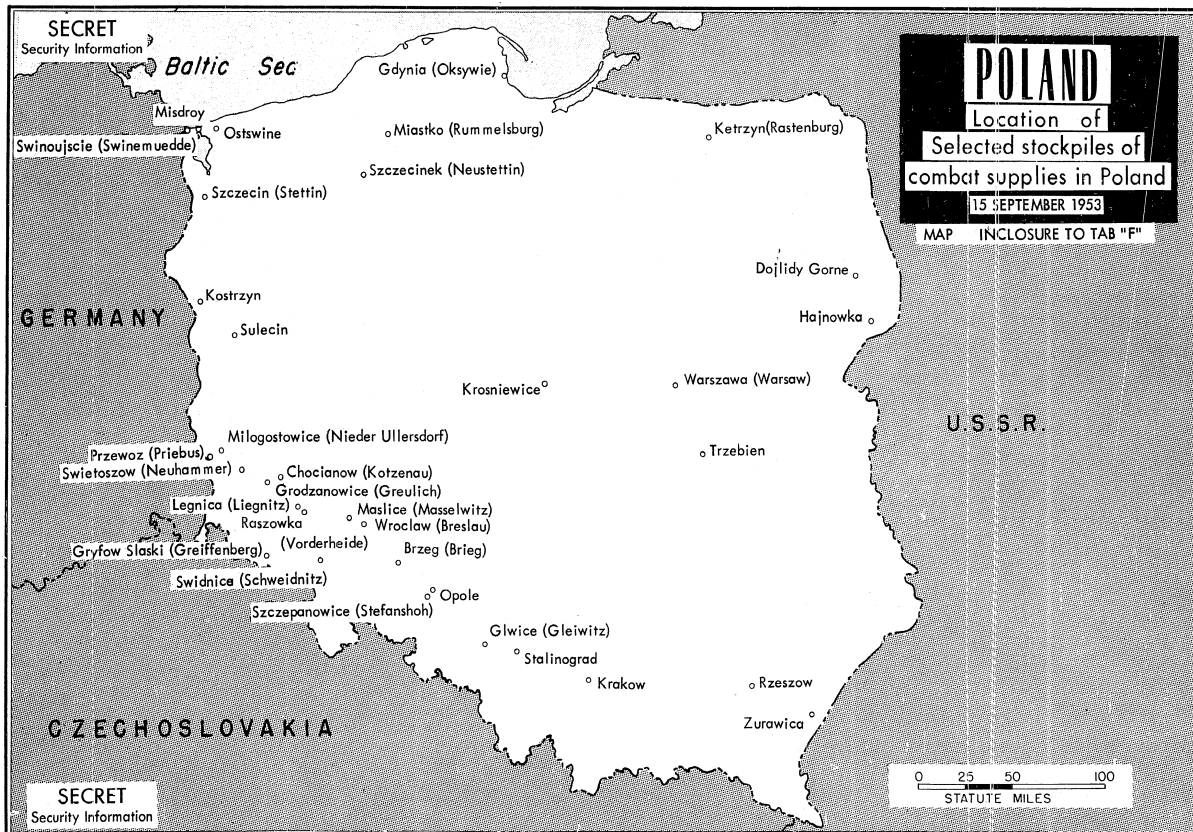 SECRET
Security Information
Baltic Sea
Gdynia (Oksywie)
POLAND
Location of
Selected stockpiles of
combat supplies in Poland
15 SEPTEMBER 1953
MAP INCLOSURE TO TAB "F"
Misdroy
Ostswine
Swinoujscie (Swinemuedde)
Miastko (Rummelsburg)
Ketrzyn(Rastenburg)
Szczecinek (Neustettin)
Szczecin (Stettin)
Dojlidy Gorne
Kostrzyn
GERMANY
Hajnowka
Sulecin
Krosniewice
Warszawa (Warsaw)
U.S.S.R.
Milogostowice (Nieder Ullersdorf)
Przewoz (Priebus)
Trzebien
Swietoszow (Neuhammer)
Chocianow (Kotzenau)
Grodzanowice (Greulich)
Legnica (Liegnitz)
Maslice (Masselwitz)
Raszowka
(Vorderheide)
Wroclaw (Breslau)
Gryfow Slaski (Greiffenberg)
Brzeg (Brieg)
Swidnica (Schweidnitz)
Opole
Szczepanowice (Stefanshoh)
Glwice (Gleiwitz)
Stalinograd
Krakow
Rzeszow
Zurawica
CZECHOSLOVAKIA
0 25 50 100
STATUTE MILES
SECRET
Security Information